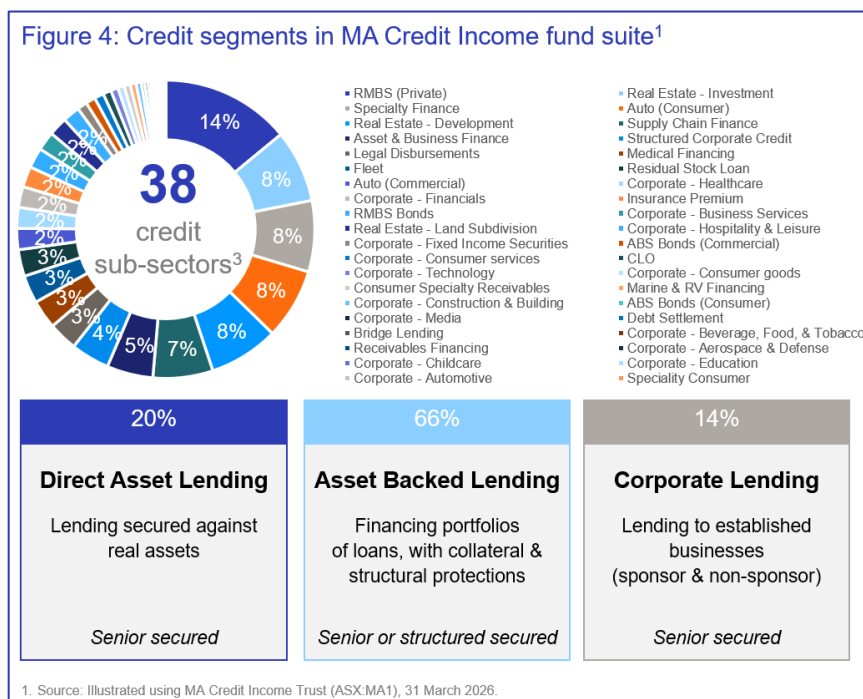 Figure 4: Credit segments in MA Credit Income fund suite1
14%
8%
8%
8%
8%
7%
5%
4%
3%
3%
3%
3%
2%
2%
2%
2%
2%
2%
2%
2%
38
credit
sub-sectors3
RMBS (Private)
Specialty Finance
Real Estate - Development
Asset & Business Finance
Legal Disbursements
Fleet
Auto (Commercial)
Corporate - Financials
RMBS Bonds
Real Estate - Land Subdivision
Corporate - Fixed Income Securities
Corporate - Consumer services
Corporate - Technology
Consumer Specialty Receivables
Corporate - Construction & Building
Corporate - Media
Bridge Lending
Receivables Financing
Corporate - Childcare
Corporate - Automotive
Real Estate - Investment
Auto (Consumer)
Supply Chain Finance
Structured Corporate Credit
Medical Financing
Residual Stock Loan
Corporate - Healthcare
Insurance Premium
Corporate - Business Services
Corporate - Hospitality & Leisure
ABS Bonds (Commercial)
CLO
Corporate - Consumer goods
Marine & RV Financing
ABS Bonds (Consumer)
Debt Settlement
Corporate - Beverage, Food, & Tobacco
Corporate - Aerospace & Defense
Corporate - Education
Speciality Consumer
20%
Direct Asset Lending
Lending secured against
real assets
Senior secured
66%
Asset Backed Lending
Financing portfolios
of loans, with collateral &
structural protections
Senior or structured secured
14%
Corporate Lending
Lending to established
businesses
(sponsor & non-sponsor)
Senior secured
1. Source: Illustrated using MA Credit Income Trust (ASX:MA1), 31 March 2026.